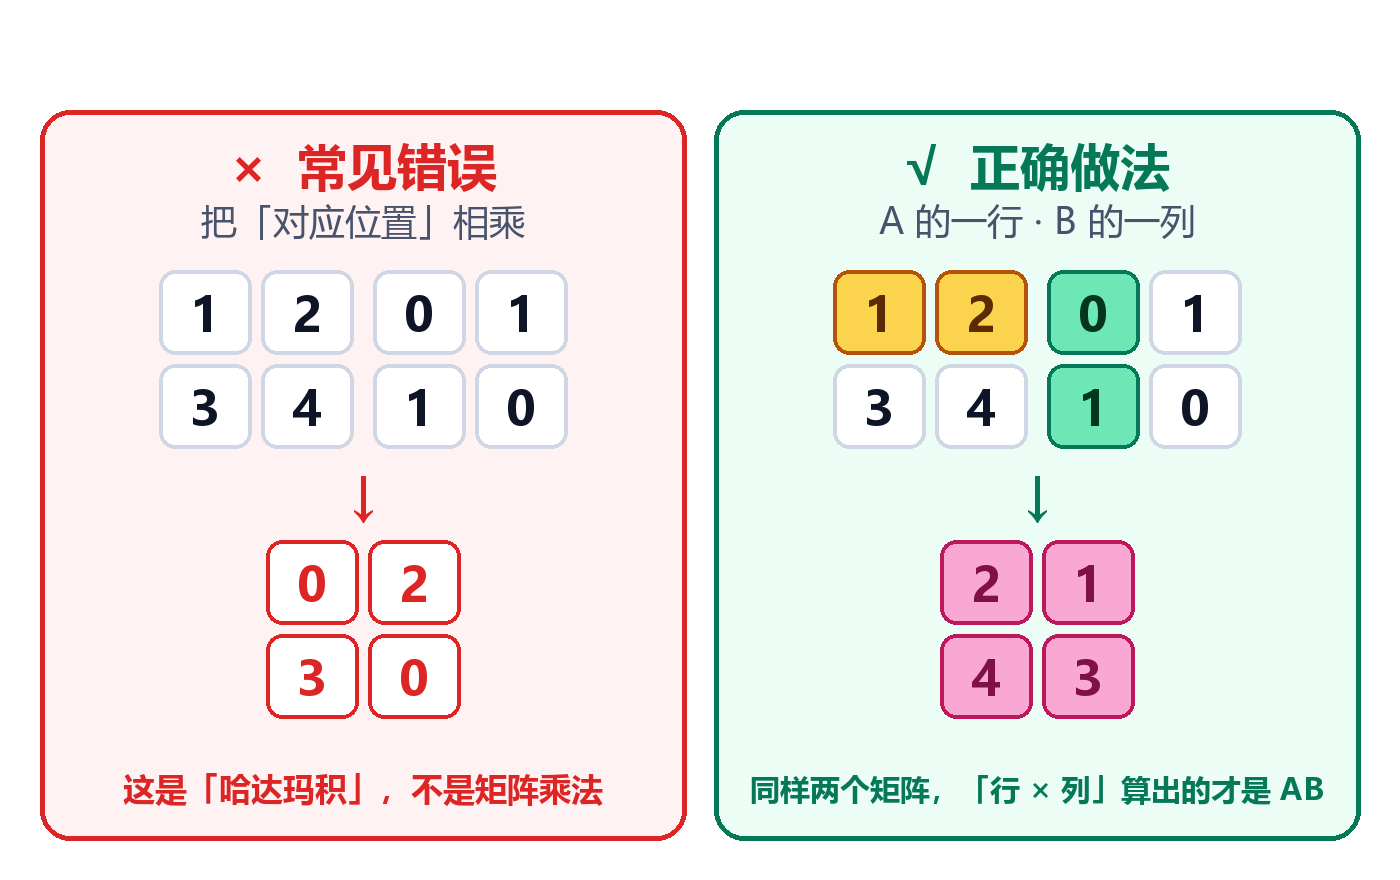 × 常见错误
把「对应位置」相乘
1 2 0 1
3 4 1 0
↓
0 2
3 0
这是「哈达玛积」，不是矩阵乘法
√ 正确做法
A 的一行 · B 的一列
1 2 0 1
3 4 1 0
↓
2 1
4 3
同样两个矩阵，「行 × 列」算出的才是 AB